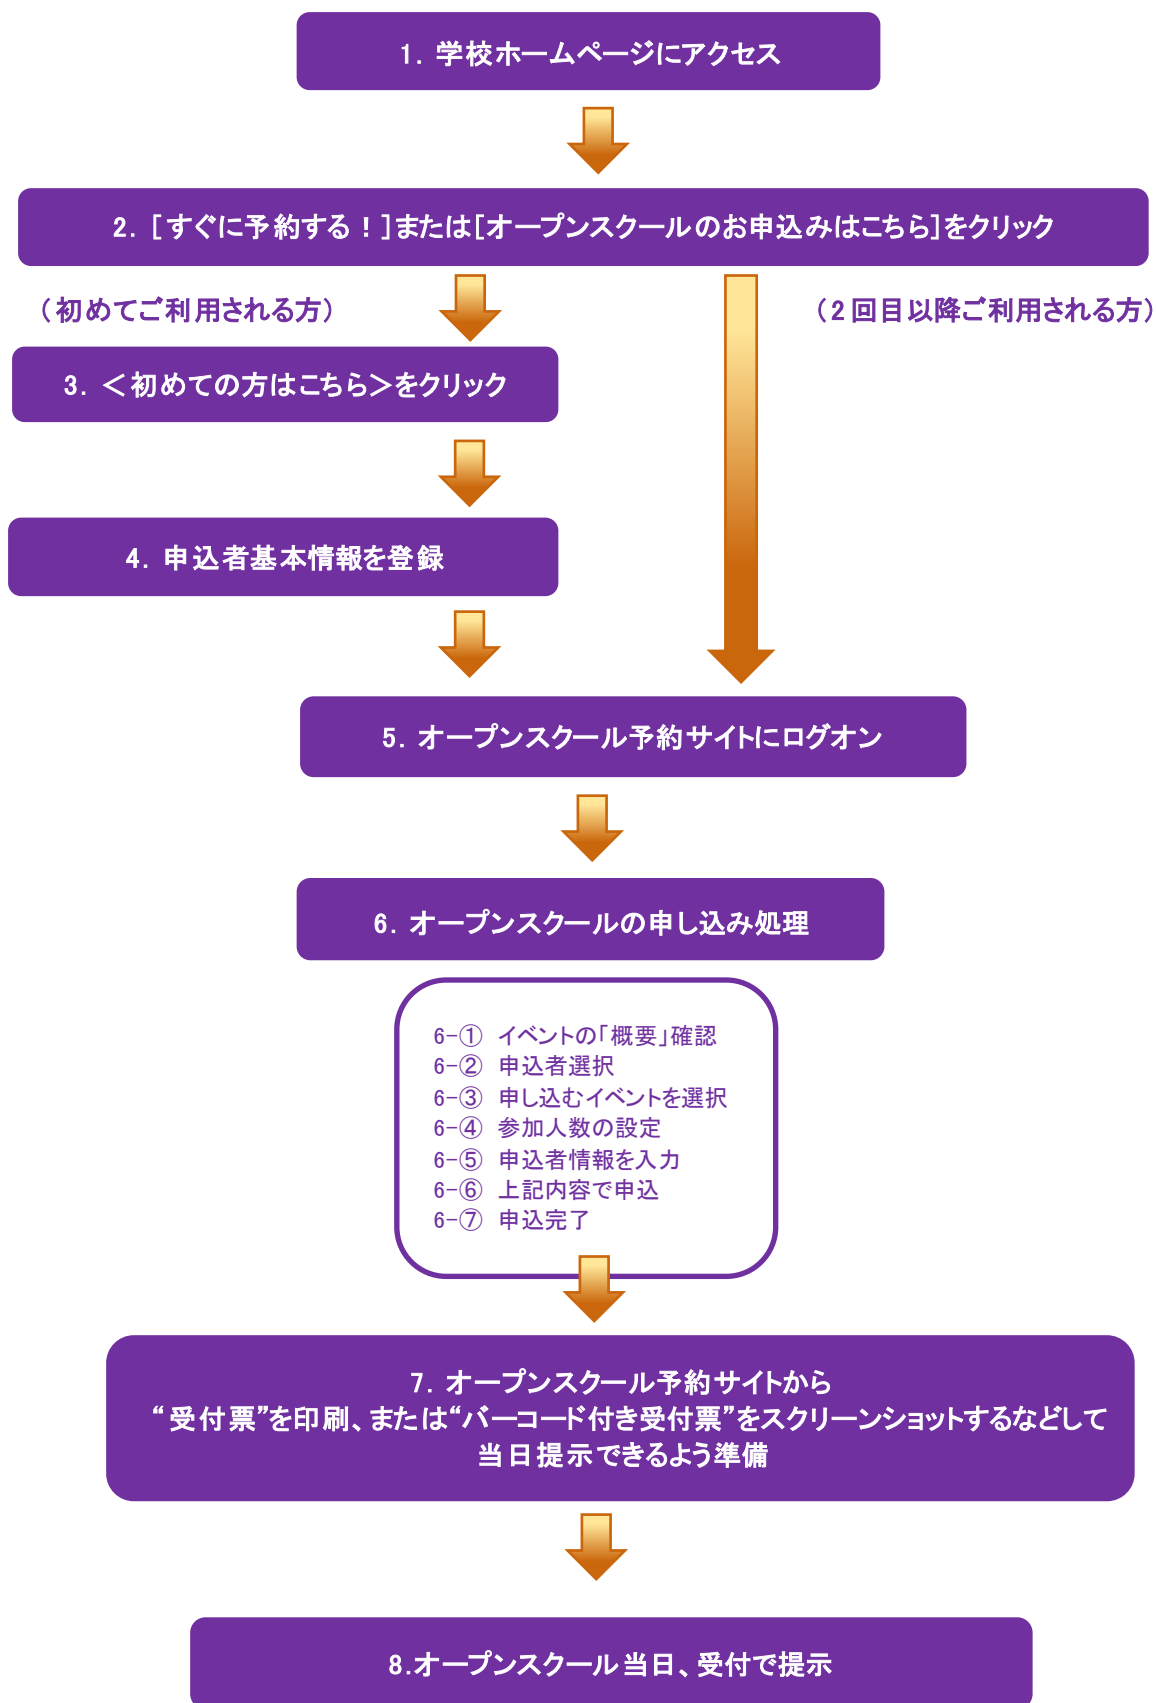 1. 学校ホームページにアクセス
2. [すぐに予約する！]または[オープンスクールのお申込みはこちら]をクリック
（初めてご利用される方）
（2回目以降ご利用される方）
3. ＜初めての方はこちら＞をクリック
4. 申込者基本情報を登録
5. オープンスクール予約サイトにログオン
6. オープンスクールの申し込み処理
6-① イベントの「概要」確認
6-② 申込者選択
6-③ 申し込むイベントを選択
6-④ 参加人数の設定
6-⑤ 申込者情報を入力
6-⑥ 上記内容で申込
6-⑦ 申込完了
7. オープンスクール予約サイトから
“受付票”を印刷、または“バーコード付き受付票”をスクリーンショットするなどして
当日提示できるよう準備
8.オープンスクール当日、受付で提示